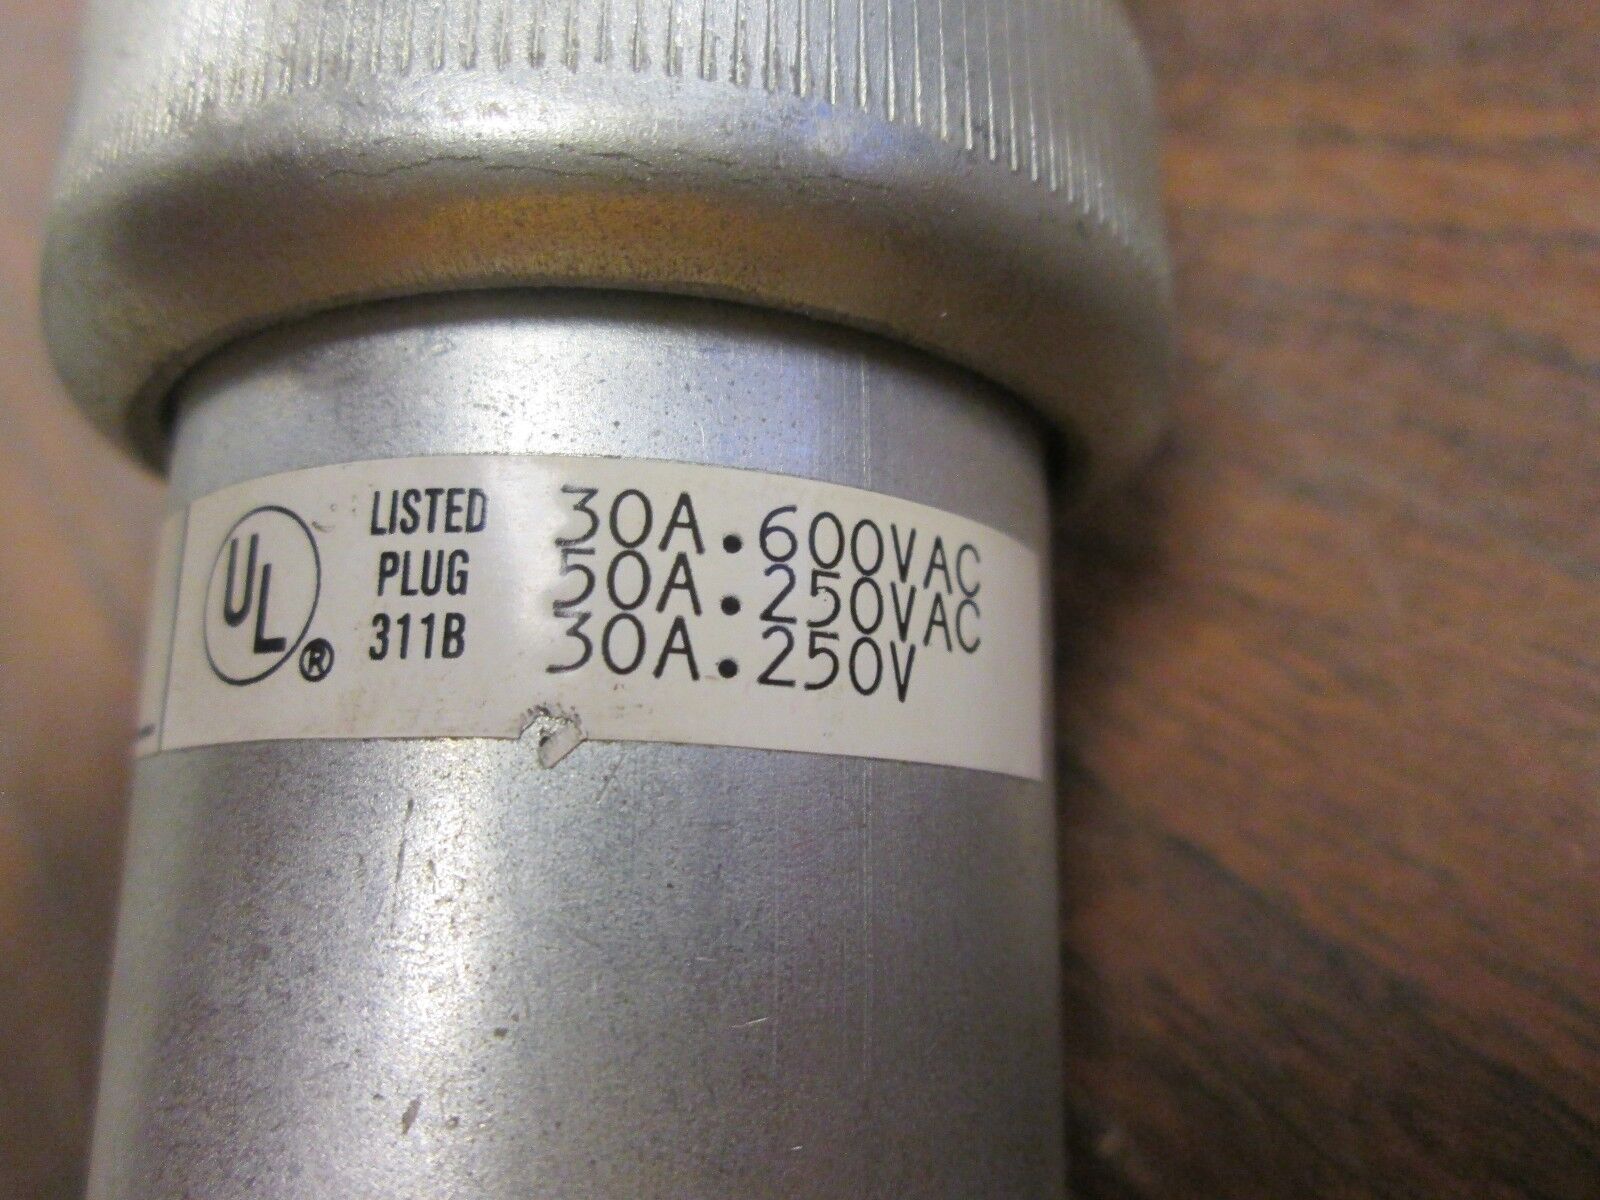 UL® LISTED 30A.600VAC
PLUG 50A.250VAC
311B 30A.250V